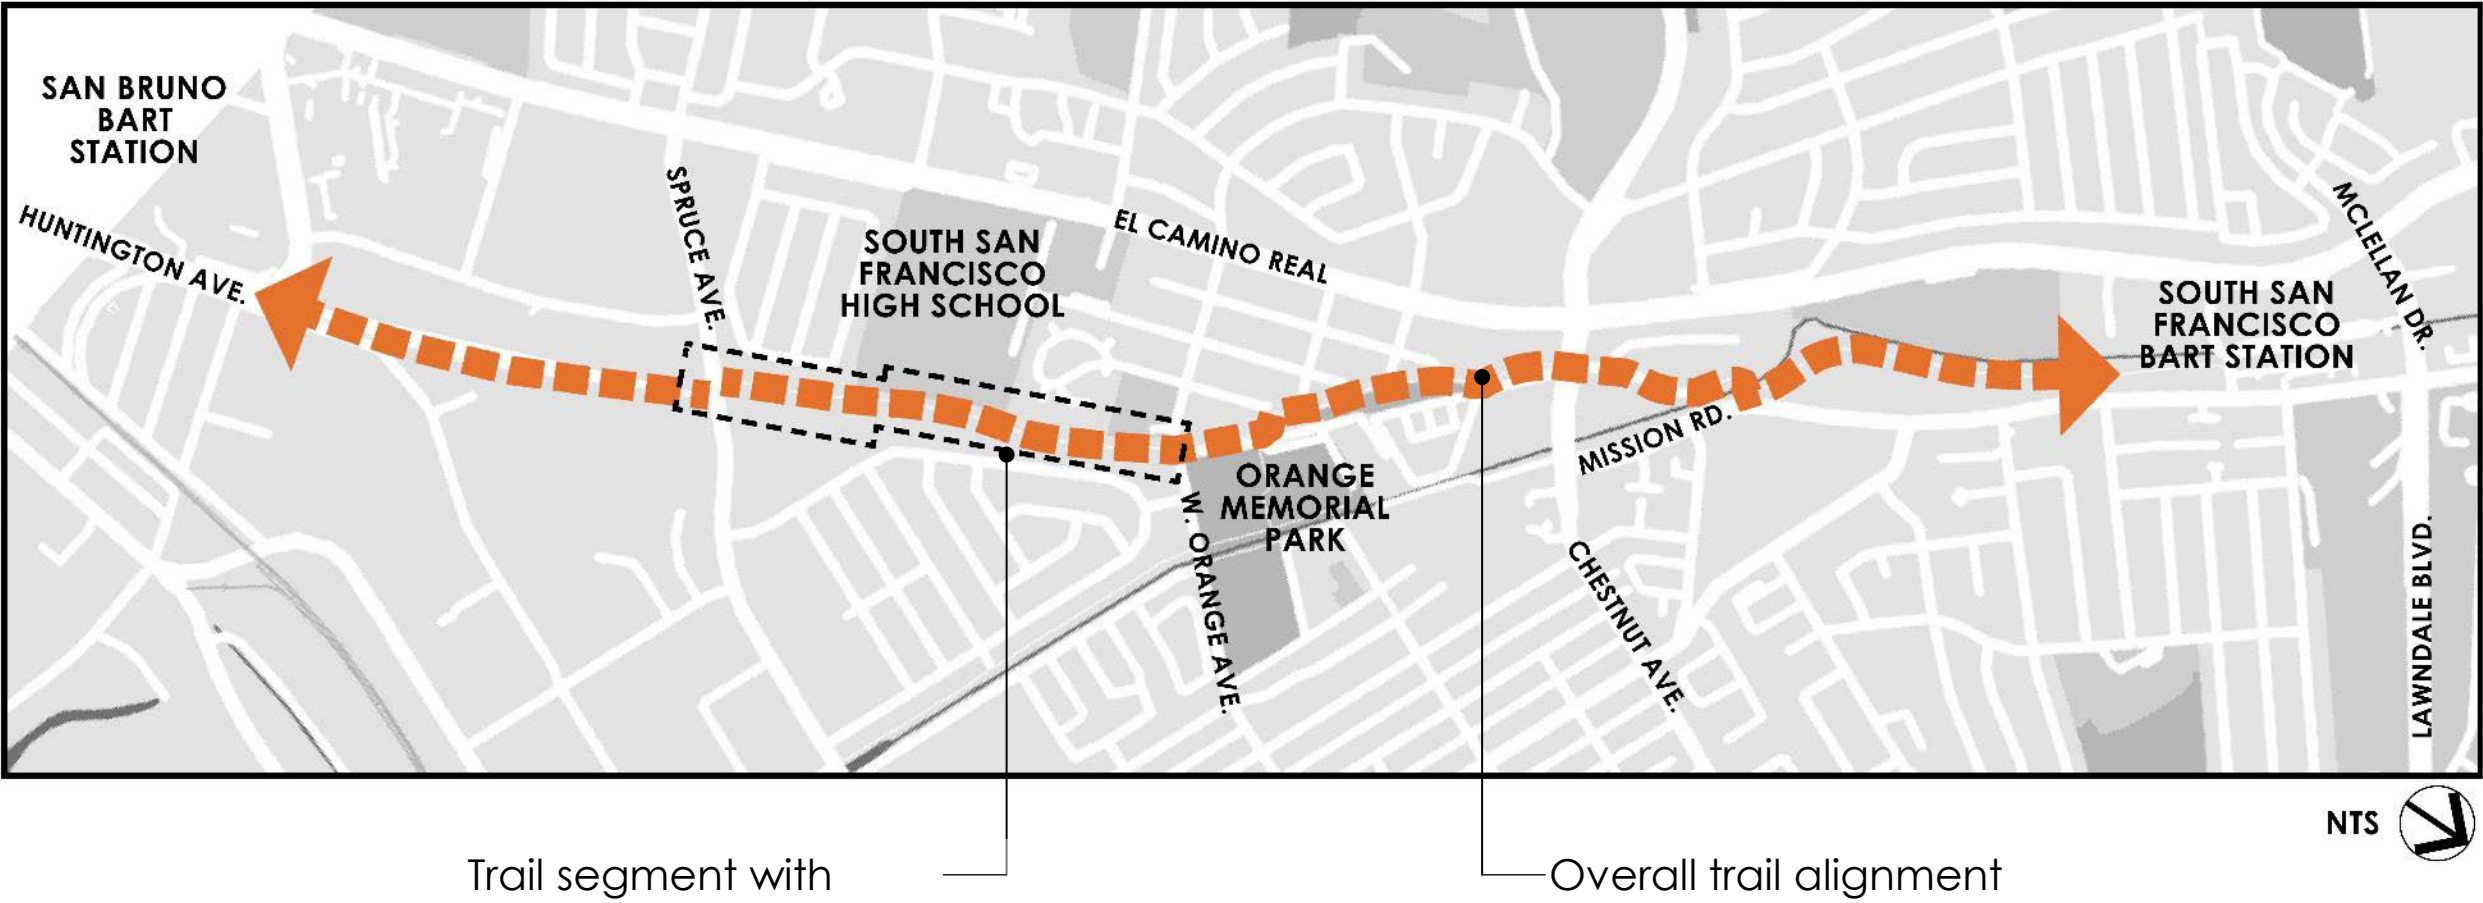 SAN BRUNO
BART
STATION
HUNTINGTON AVE.
SPRUCE AVE.
SOUTH SAN
FRANCISCO
HIGH SCHOOL
EL CAMINO REAL
MCLELLAN DR.
SOUTH SAN
FRANCISCO
BART STATION
MISSION RD.
ORANGE
MEMORIAL
PARK
W. ORANGE AVE.
CHESTNUT AVE.
LAWNDALE BLVD.
NTS
Trail segment with
Overall trail alignment